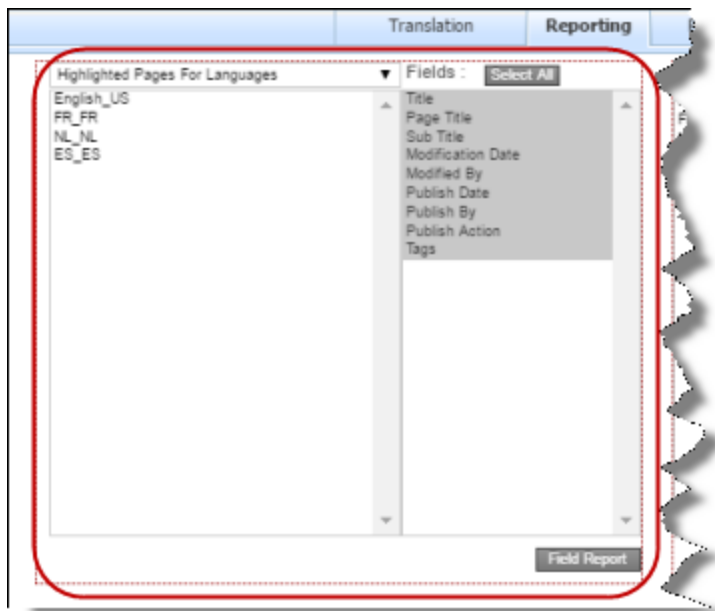 Translation Reporting
Highlighted Pages For Languages Fields : Select All
English_US
FR_FR
NL_NL
ES_ES
Title
Page Title
Sub Title
Modification Date
Modified By
Publish Date
Publish By
Publish Action
Tags
Field Report